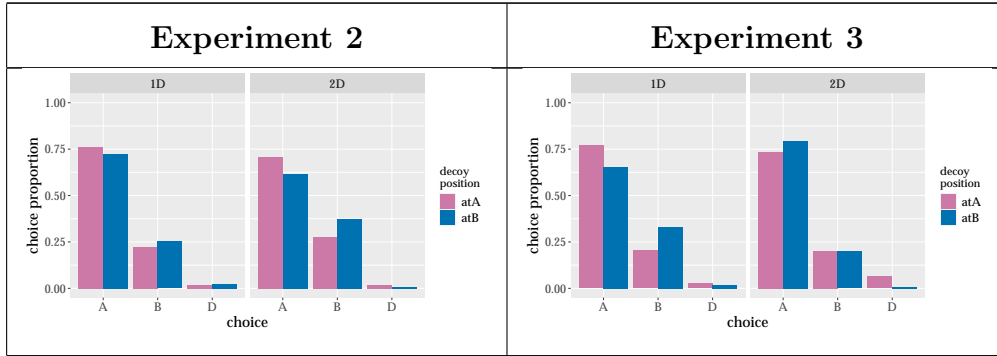 Experiment 2
1D 2D
1.00
0.75
0.50
0.25
0.00
choice proportion
A B D A B D
choice
decoy
position
atA
atB
Experiment 3
1D 2D
1.00
0.75
0.50
0.25
0.00
choice proportion
A B D A B D
choice
decoy
position
atA
atB